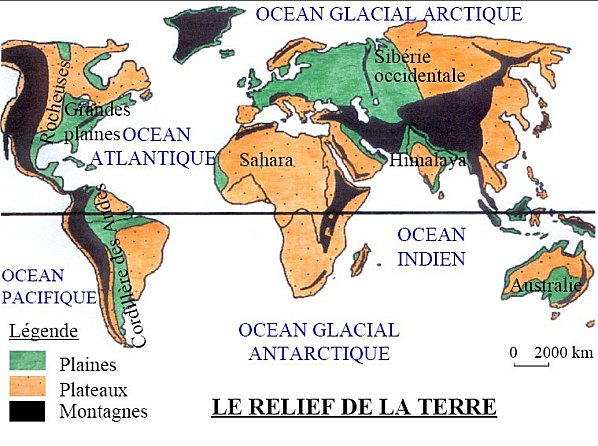 OCEAN GLACIAL ARCTIQUE
Sibérie
occidentale
Rocheuses
Grandes
plaines
OCEAN
ATLANTIQUE
Sahara
Himalaya
Cordillère des Andes
OCEAN
INDIEN
OCEAN
PACIFIQUE
Australie
Légende
Plaines
Plateaux
Montagnes
OCEAN GLACIAL
ANTARCTIQUE
0 2000 km
LE RELIEF DE LA TERRE